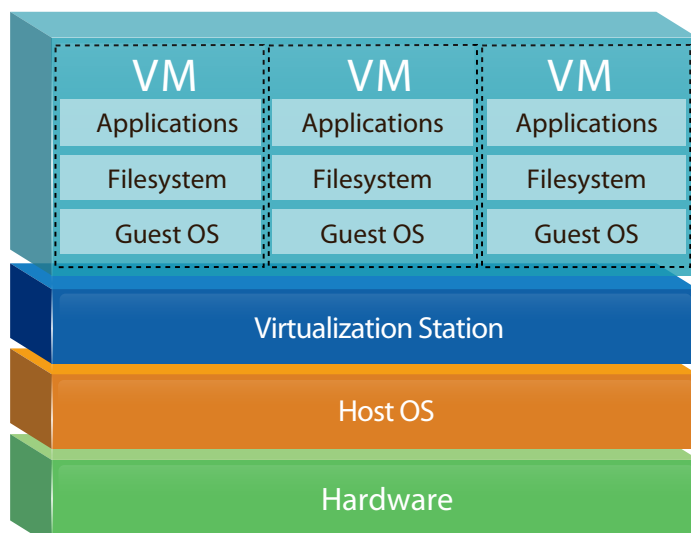 VM VM VM
Applications Applications Applications
Filesystem Filesystem Filesystem
Guest OS Guest OS Guest OS
Virtualization Station
Host OS
Hardware